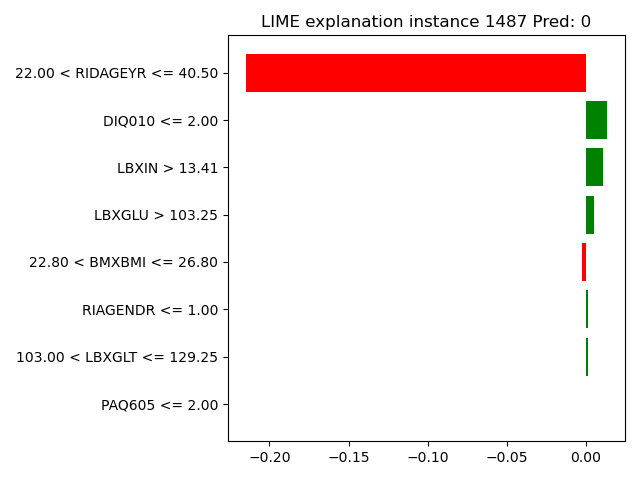 LIME explanation instance 1487 Pred: 0
22.00 < RIDAGEYR <= 40.50
DIQ010 <= 2.00
LBXIN > 13.41
LBXGLU > 103.25
22.80 < BMXBMI <= 26.80
RIAGENDR <= 1.00
103.00 < LBXGLT <= 129.25
PAQ605 <= 2.00
−0.20 −0.15 −0.10 −0.05 0.00